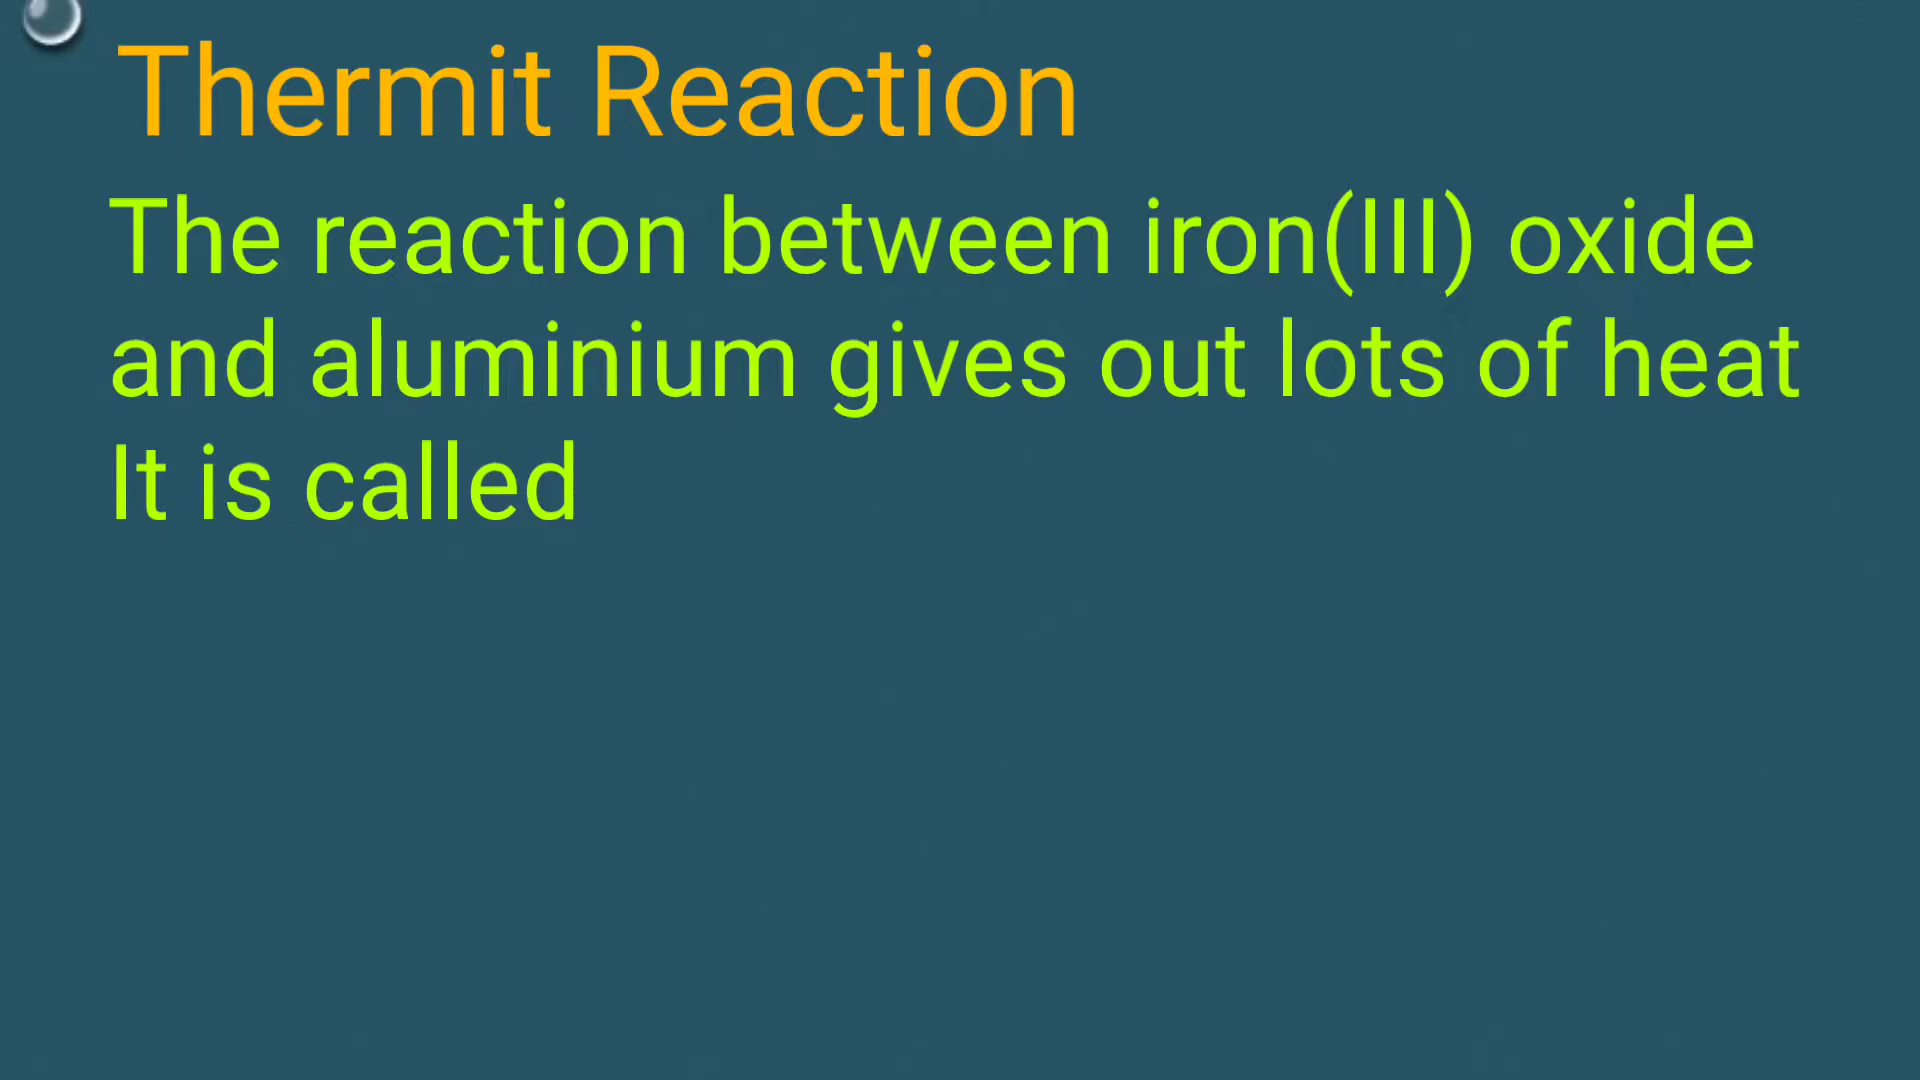 Thermit Reaction
The reaction between iron(III) oxide
and aluminium gives out lots of heat
It is called